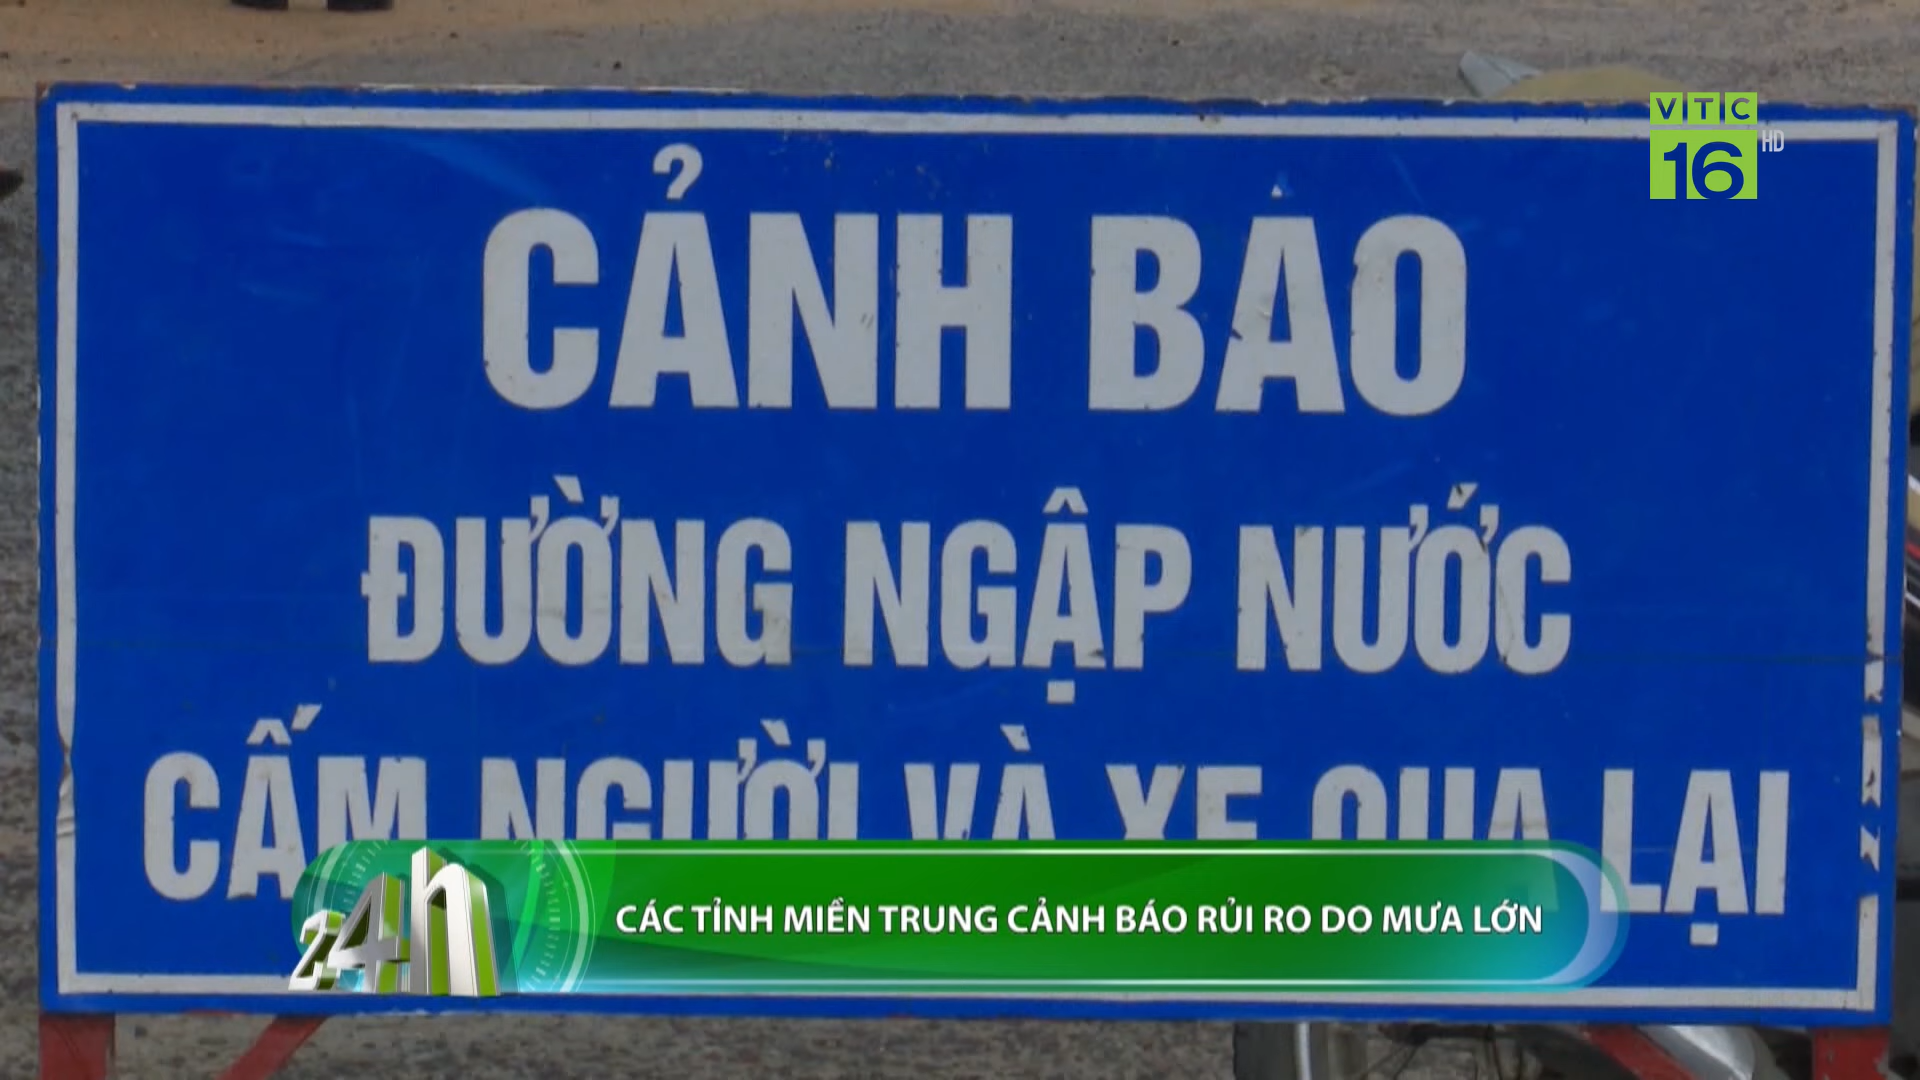 VTC
16 HD
CẢNH BÁO
ĐƯỜNG NGẬP NƯỚC
CẤM NGƯỜI VÀ XE QUA LẠI
24h
CÁC TỈNH MIỀN TRUNG CẢNH BÁO RỦI RO DO MƯA LỚN